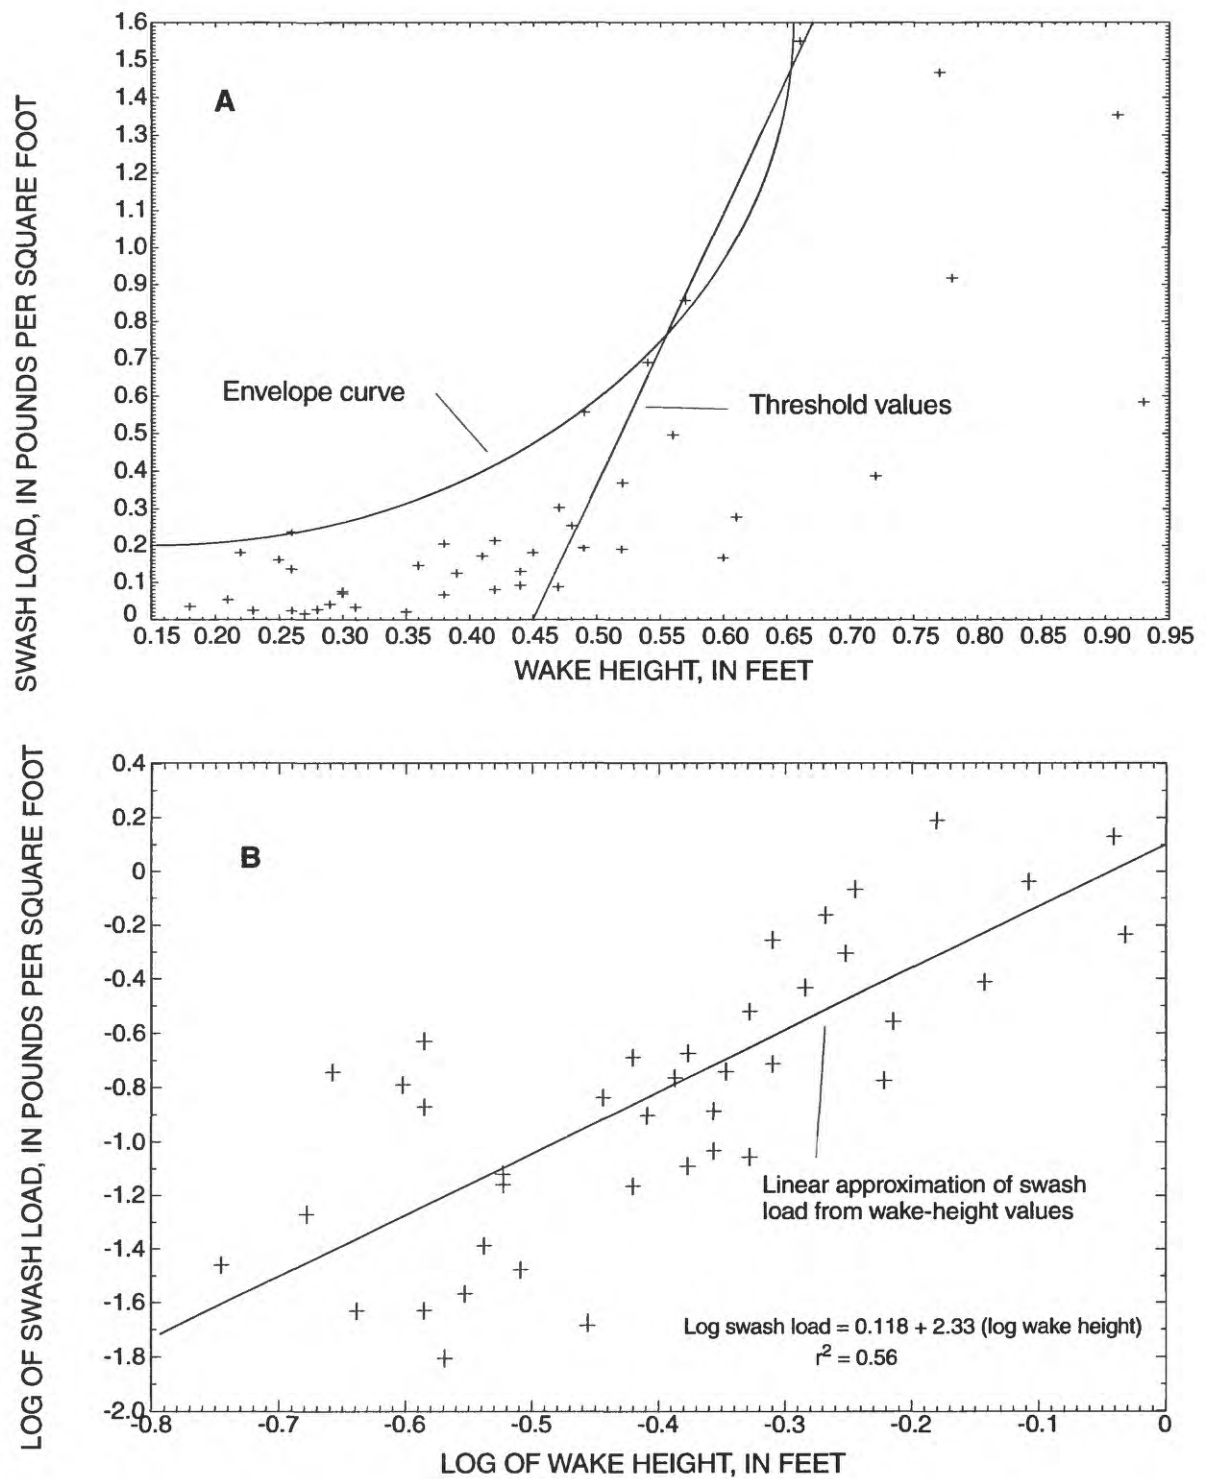 SWASH LOAD, IN POUNDS PER SQUARE FOOT
1.6
1.5
1.4
1.3
1.2
1.1
1.0
0.9
0.8
0.7
0.6
0.5
0.4
0.3
0.2
0.1
0
A
Envelope curve
Threshold values
0.15 0.20 0.25 0.30 0.35 0.40 0.45 0.50 0.55 0.60 0.65 0.70 0.75 0.80 0.85 0.90 0.95
WAKE HEIGHT, IN FEET
LOG OF SWASH LOAD, IN POUNDS PER SQUARE FOOT
0.4
0.2
0
-0.2
-0.4
-0.6
-0.8
-1.0
-1.2
-1.4
-1.6
-1.8
-2.0
B
Linear approximation of swash
load from wake-height values
Log swash load = 0.118 + 2.33 (log wake height)
r² = 0.56
-0.8 -0.7 -0.6 -0.5 -0.4 -0.3 -0.2 -0.1 0
LOG OF WAKE HEIGHT, IN FEET